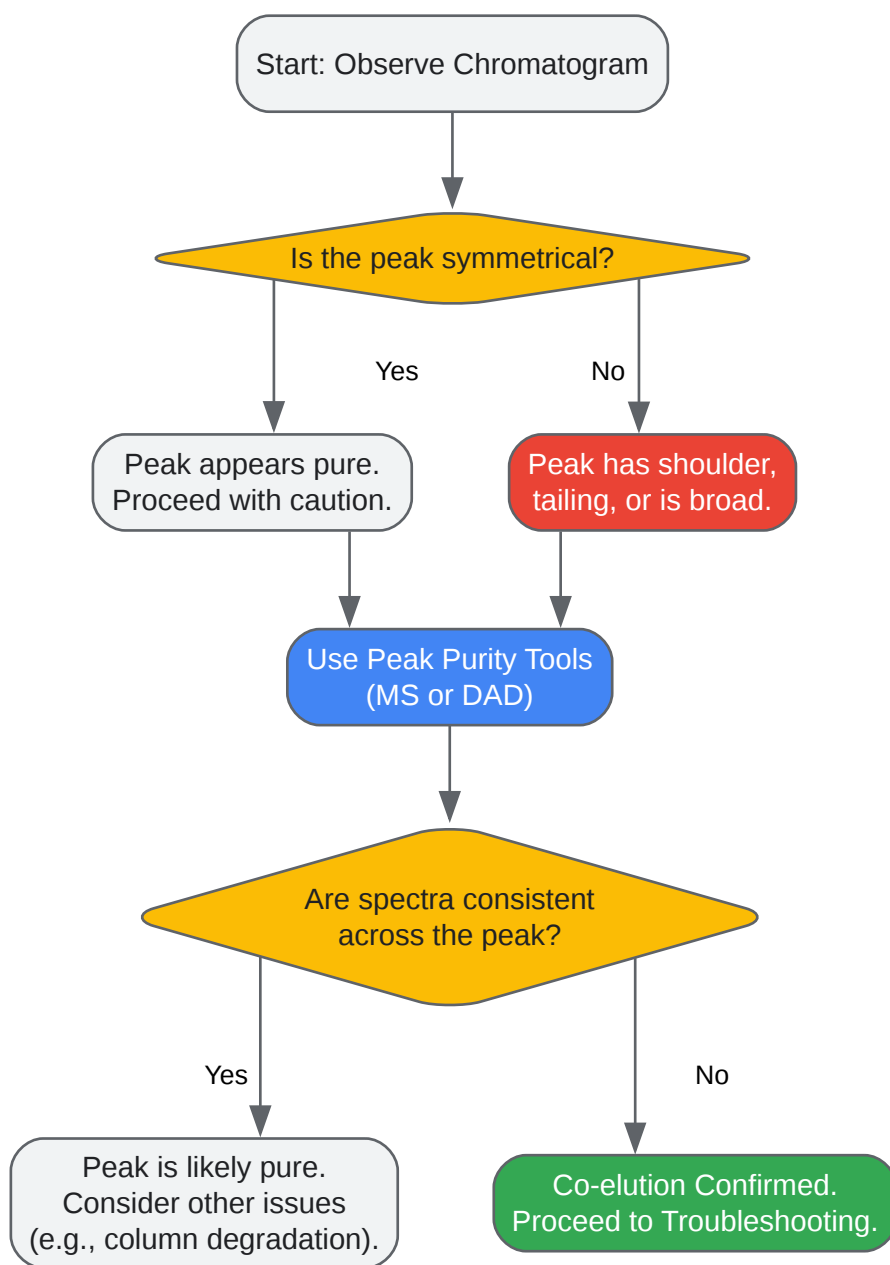 Start: Observe Chromatogram
Is the peak symmetrical?
Yes
No
Peak appears pure.
Proceed with caution.
Peak has shoulder,
tailing, or is broad.
Use Peak Purity Tools
(MS or DAD)
Are spectra consistent
across the peak?
Yes
No
Peak is likely pure.
Consider other issues
(e.g., column degradation).
Co-elution Confirmed.
Proceed to Troubleshooting.